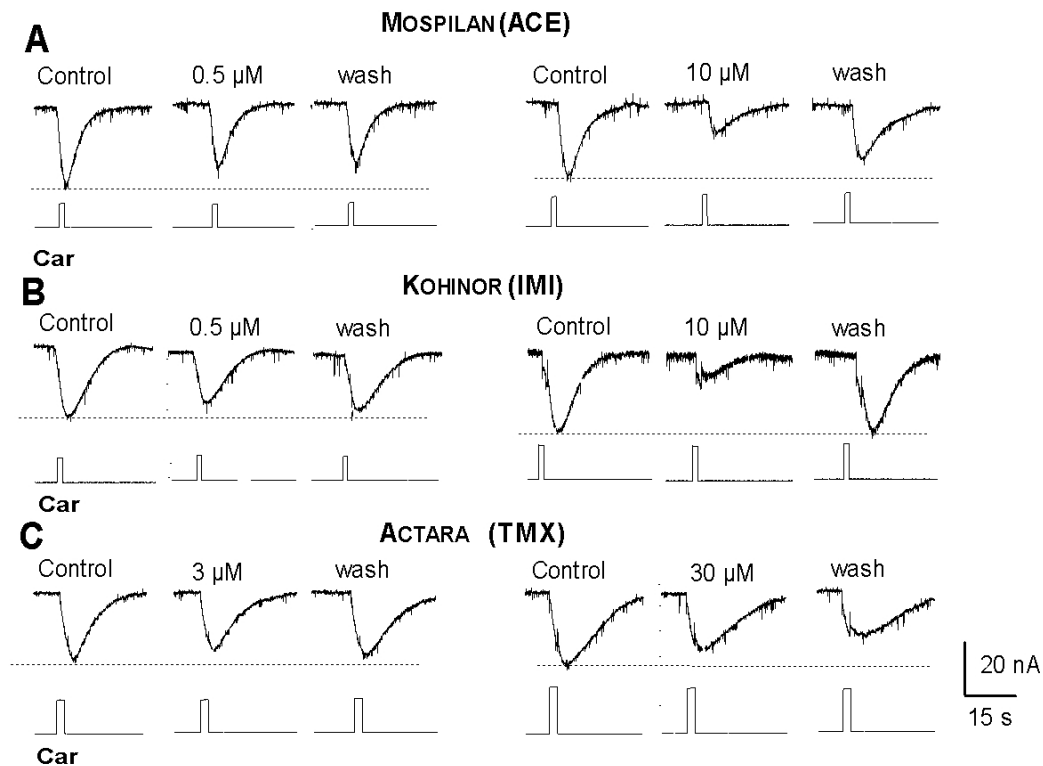 MOSPILAN (ACE)
A
Control 0.5 µM wash Control 10 µM wash
Car
KOHINOR (IMI)
B
Control 0.5 µM wash Control 10 µM wash
Car
ACTARA (TMX)
C
Control 3 µM wash Control 30 µM wash
20 nA
15 s
Car